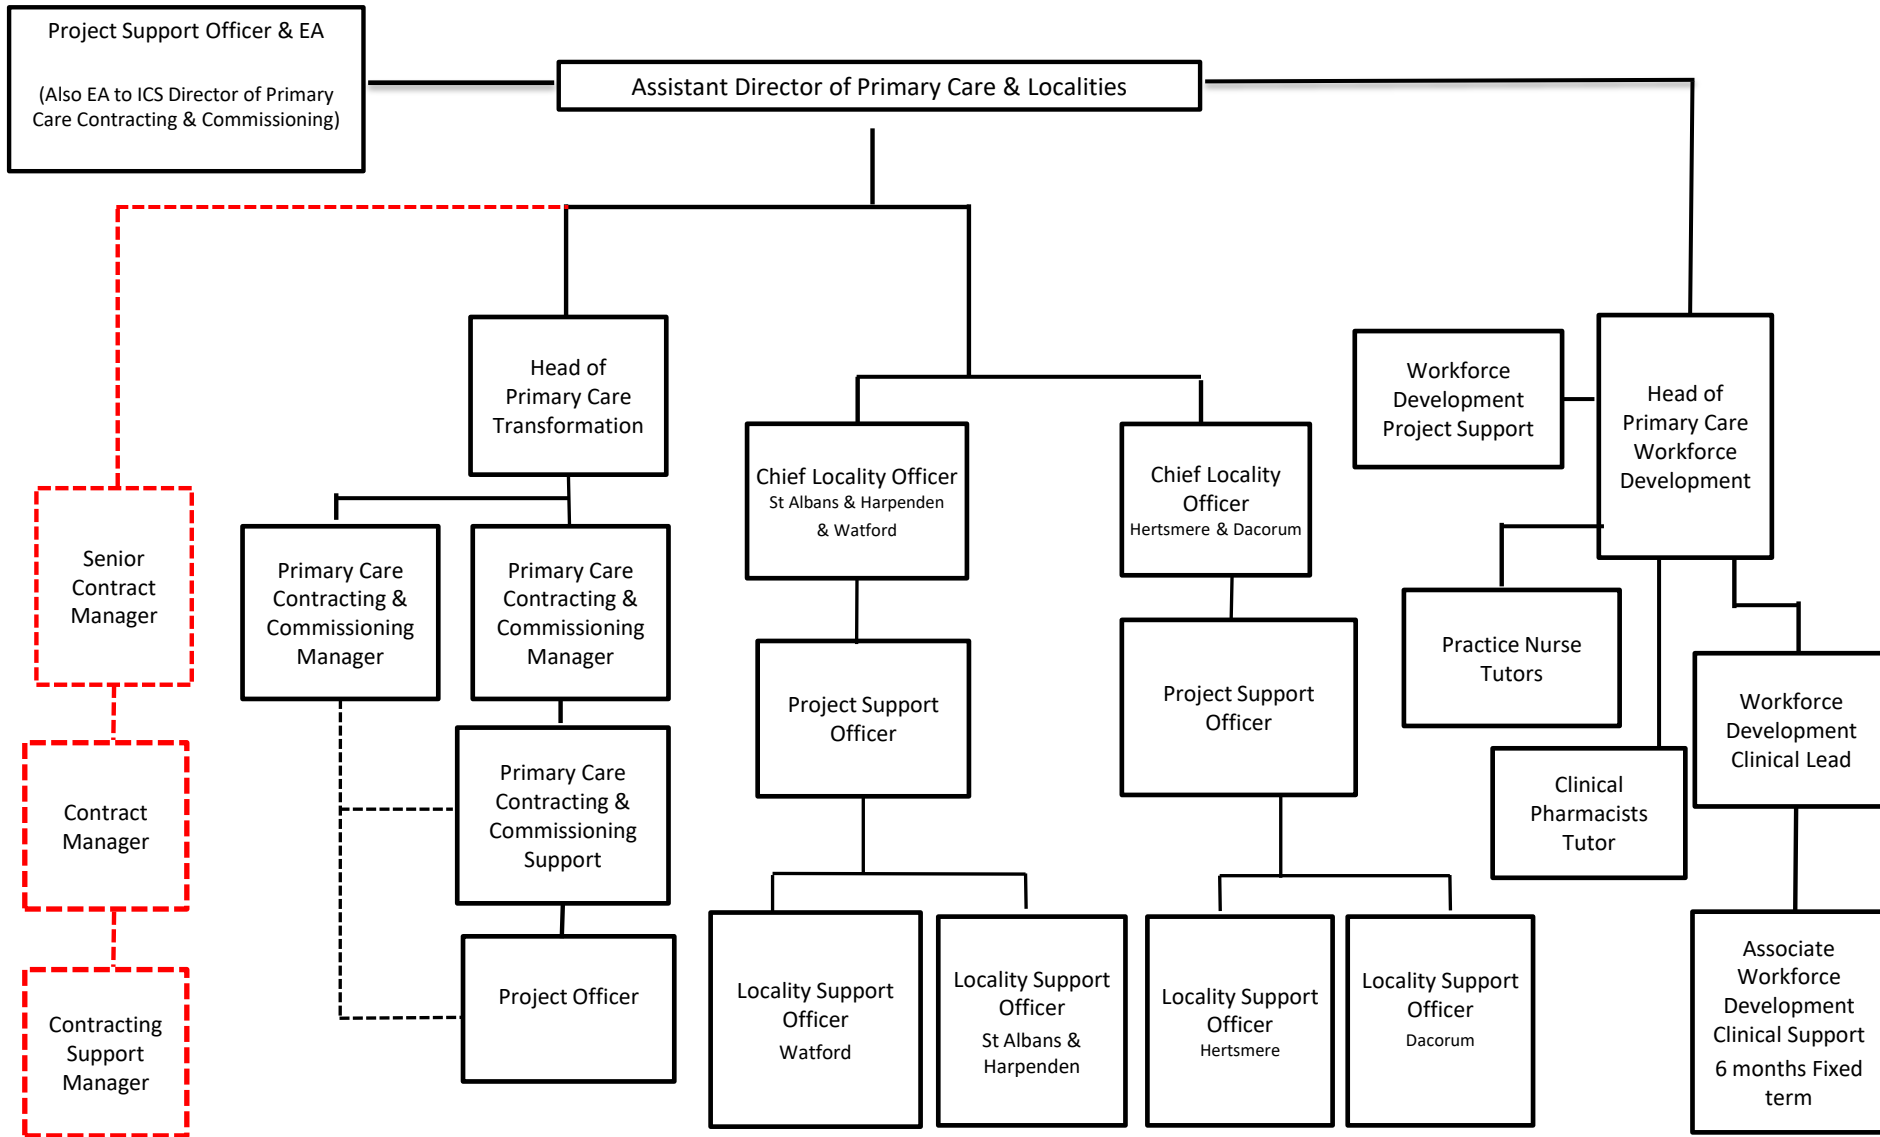 Project Support Officer & EA
(Also EA to ICS Director of Primary
Care Contracting & Commissioning)
Assistant Director of Primary Care & Localities
Head of
Primary Care
Transformation
Workforce
Development
Project Support
Head of
Primary Care
Workforce
Development
Chief Locality Officer
St Albans & Harpenden
& Watford
Chief Locality
Officer
Hertsmere & Dacorum
Senior
Contract
Manager
Primary Care
Contracting &
Commissioning
Manager
Primary Care
Contracting &
Commissioning
Manager
Project Support
Officer
Project Support
Officer
Practice Nurse
Tutors
Workforce
Development
Clinical Lead
Contract
Manager
Primary Care
Contracting &
Commissioning
Support
Clinical
Pharmacists
Tutor
Contracting
Support
Manager
Project Officer
Locality Support
Officer
Watford
Locality Support
Officer
St Albans &
Harpenden
Locality Support
Officer
Hertsmere
Locality Support
Officer
Dacorum
Associate
Workforce
Development
Clinical Support
6 months Fixed
term